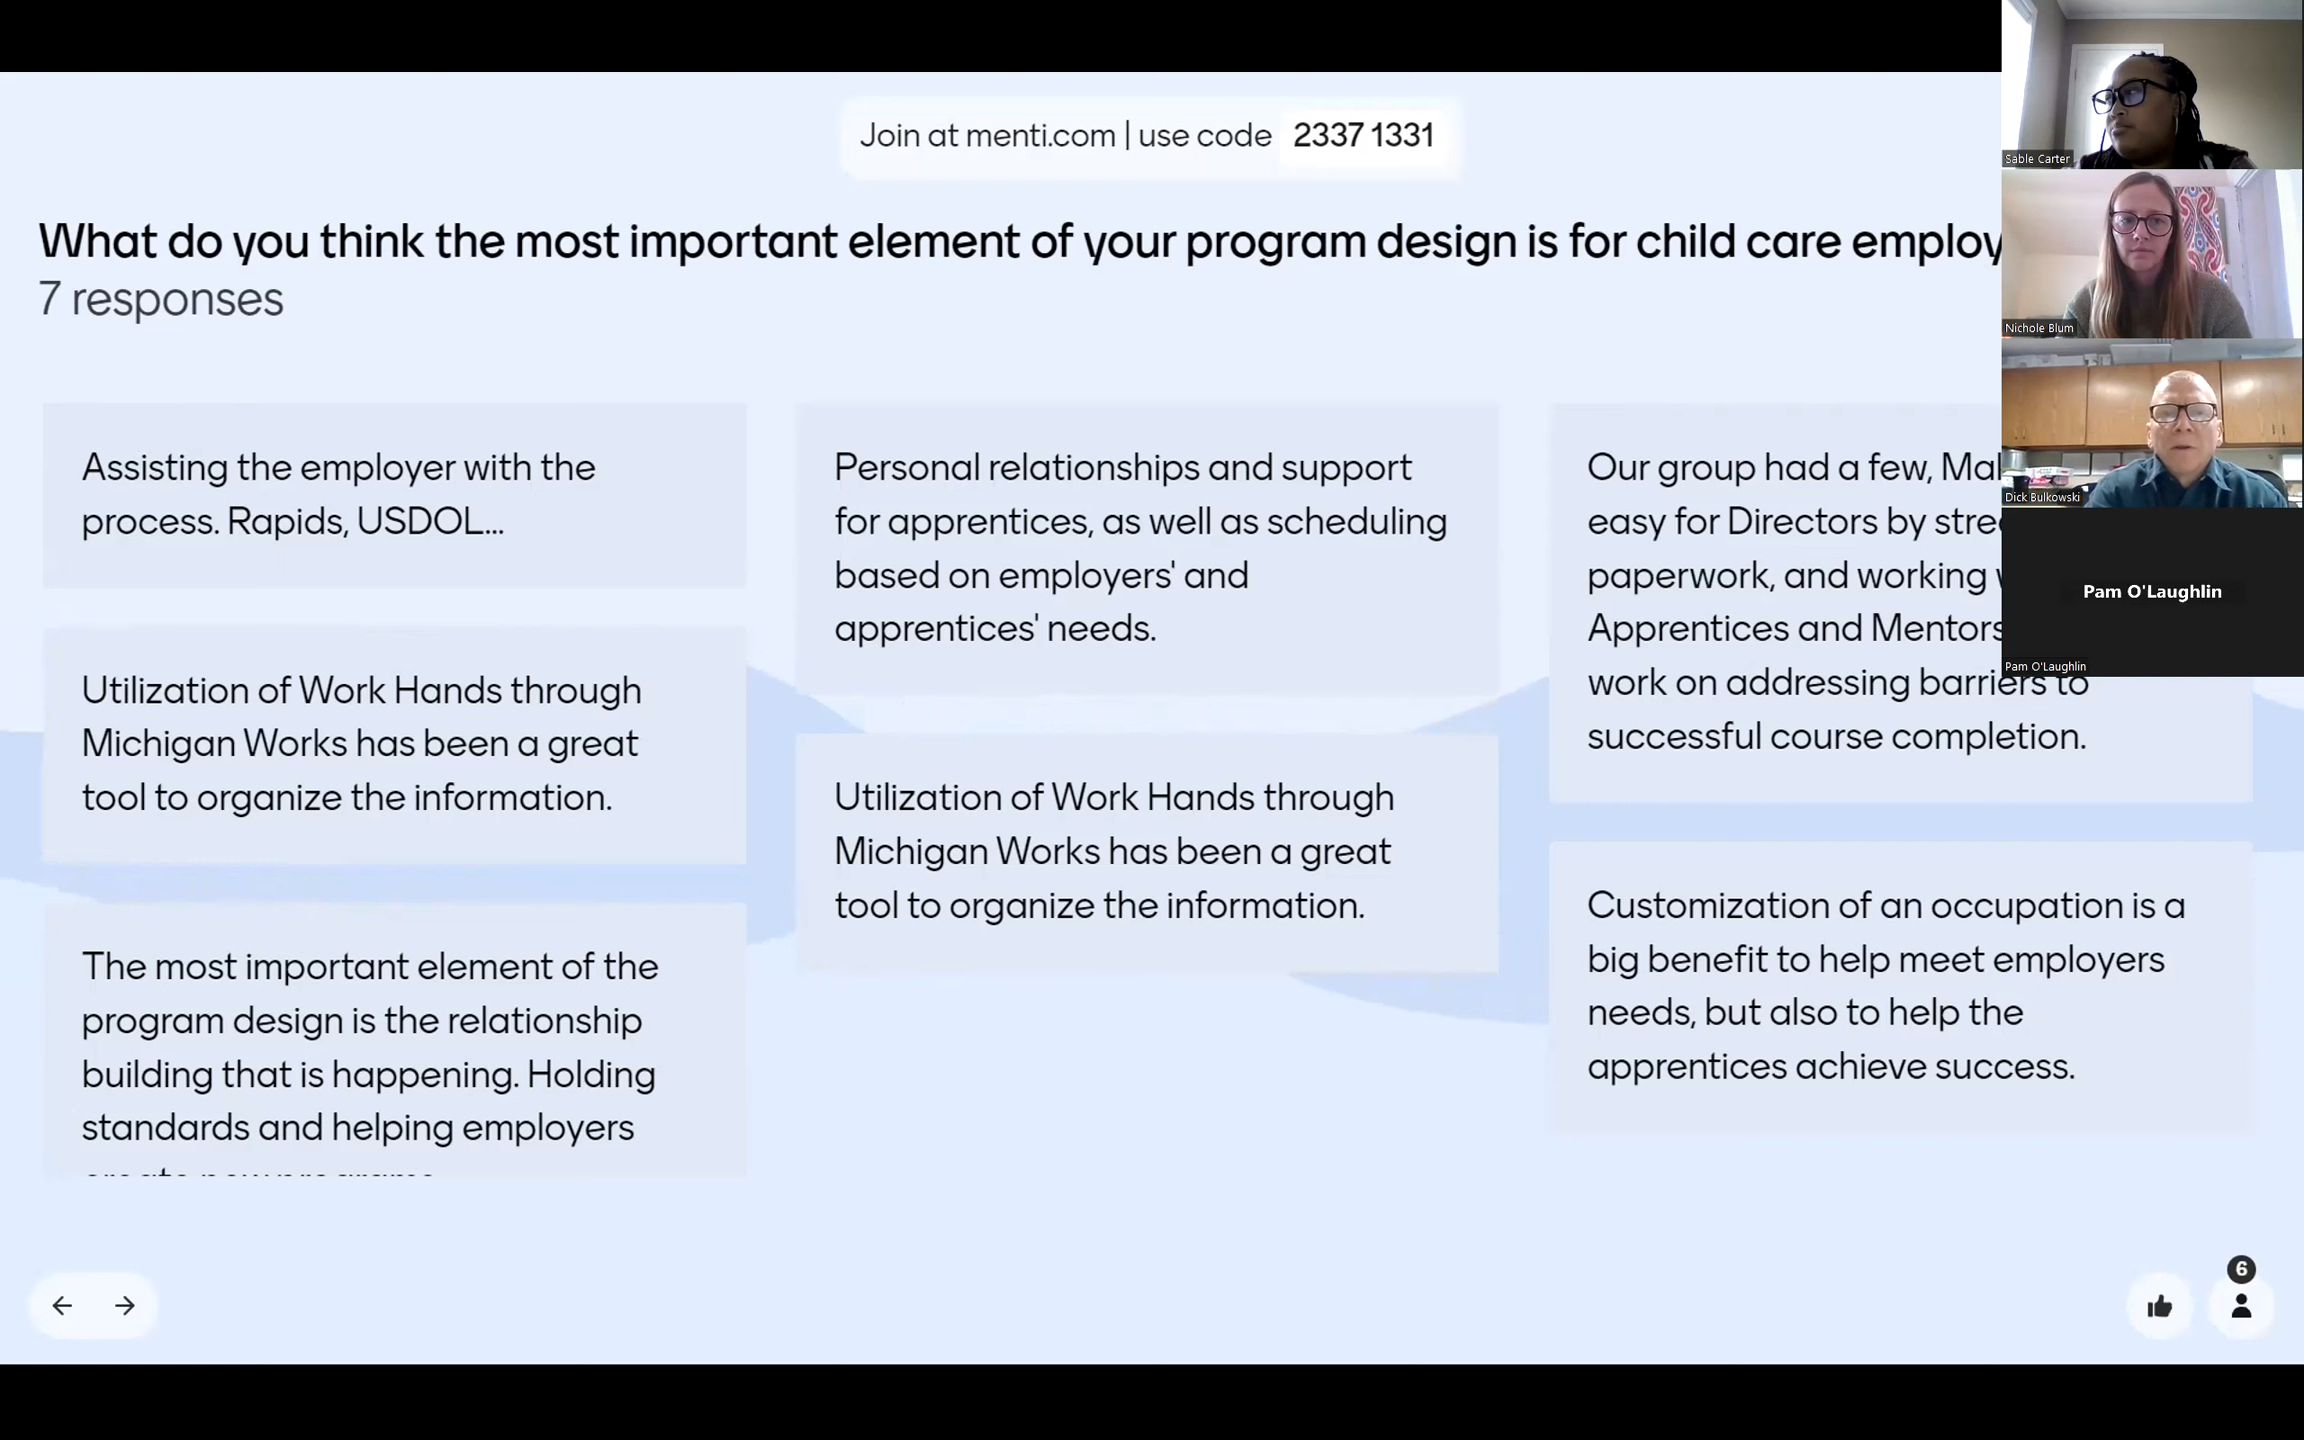 Join at menti.com | use code 2337 1331
What do you think the most important element of your program design is for child care employ
7 responses
Assisting the employer with the
process. Rapids, USDOL...
Utilization of Work Hands through
Michigan Works has been a great
tool to organize the information.
The most important element of the
program design is the relationship
building that is happening. Holding
standards and helping employers
create new programs
Personal relationships and support
for apprentices, as well as scheduling
based on employers' and
apprentices' needs.
Utilization of Work Hands through
Michigan Works has been a great
tool to organize the information.
Our group had a few,
easy for Directors by
paperwork, and working
Apprentices and Mentors
work on addressing barriers to
successful course completion.
Customization of an occupation is a
big benefit to help meet employers
needs, but also to help the
apprentices achieve success.
Sable Carter
Nichole Blum
Dick Bulkowski
Pam O'Laughlin
Pam O'Laughlin
6